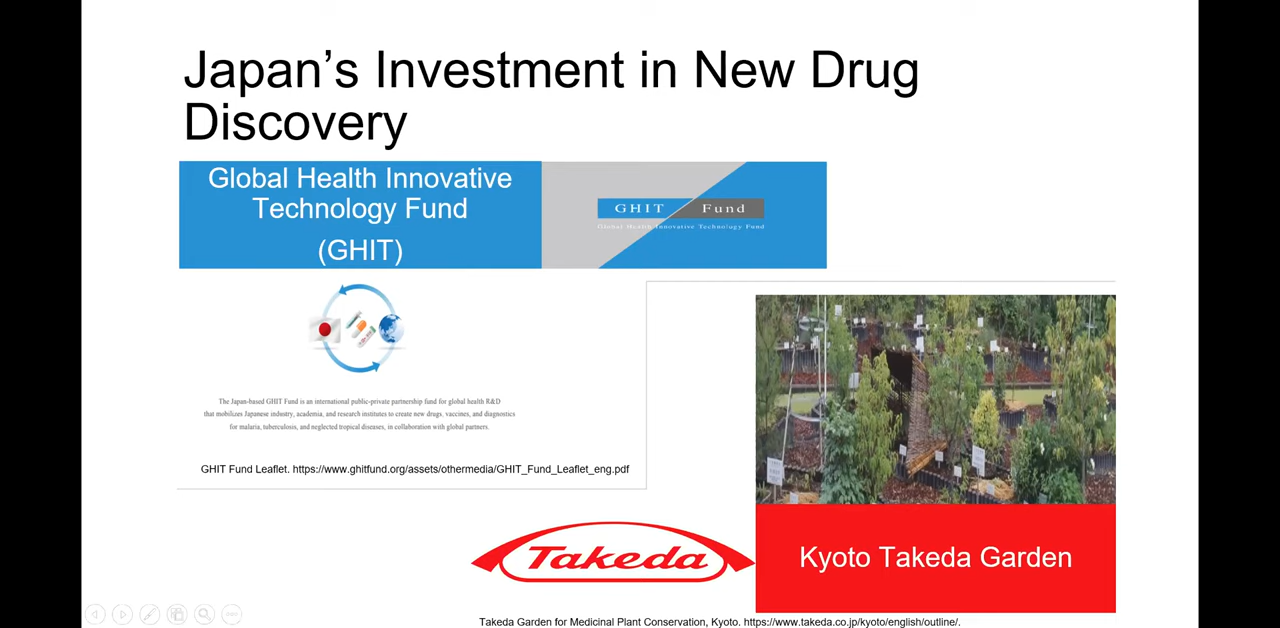 Japan’s Investment in New Drug
Discovery
Global Health Innovative
Technology Fund
(GHIT)
GHIT Fund
Global Health Innovative Technology Fund
The Japan-based GHIT Fund is an international public-private partnership fund for global health R&D
that mobilizes Japanese industry, academia, and research institutes to create new drugs, vaccines, and diagnostics
for malaria, tuberculosis, and neglected tropical diseases, in collaboration with global partners.
GHIT Fund Leaflet. https://www.ghitfund.org/assets/othermedia/GHIT_Fund_Leaflet_eng.pdf
Takeda
Kyoto Takeda Garden
Takeda Garden for Medicinal Plant Conservation, Kyoto. https://www.takeda.co.jp/kyoto/english/outline/.